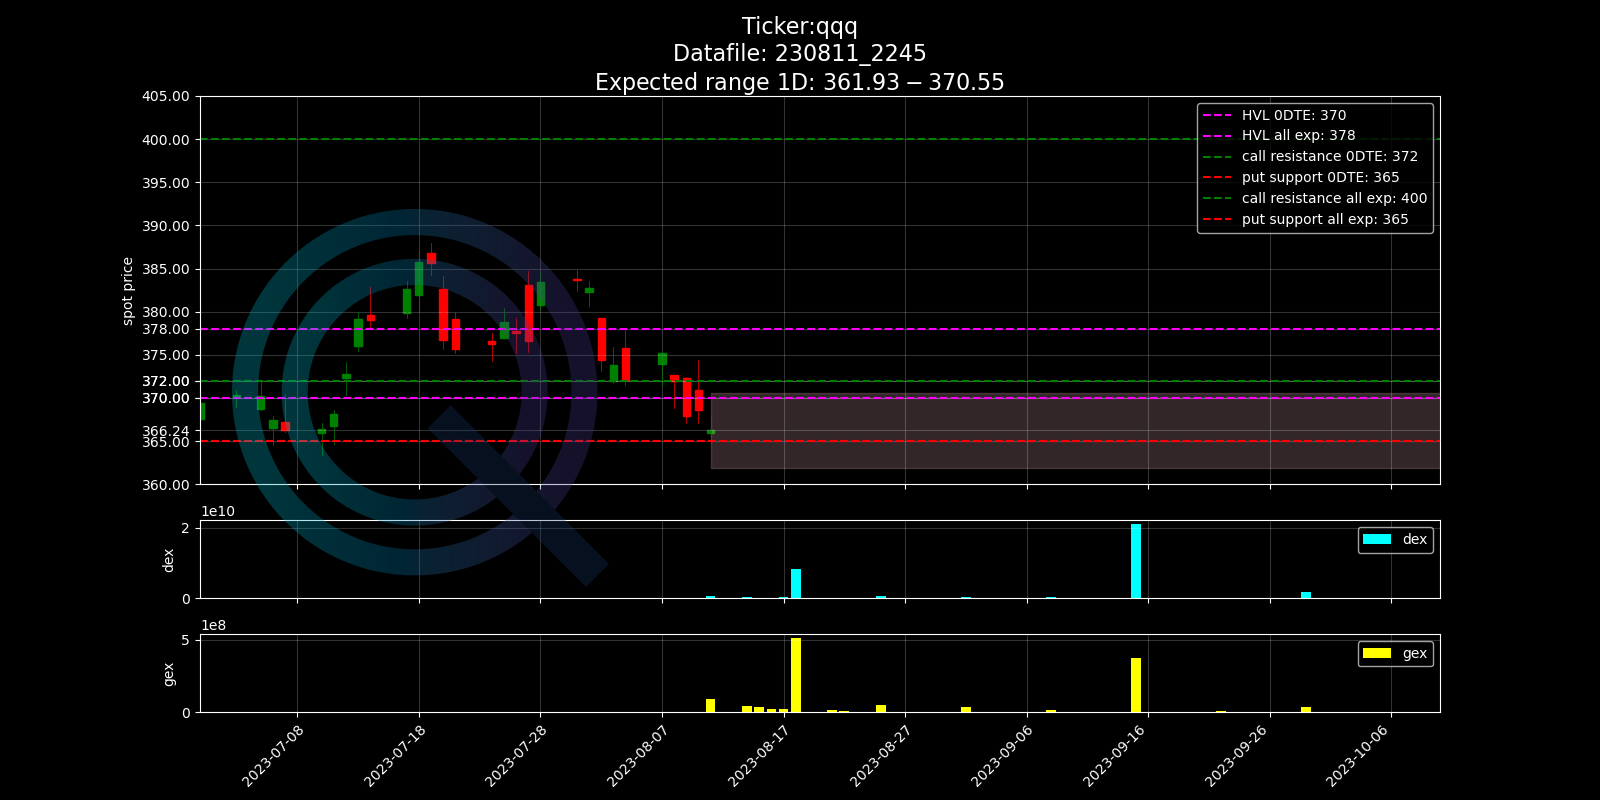 Ticker:qqq
Datafile: 230811_2245
Expected range 1D: 361.93 − 370.55
405.00
400.00
395.00
390.00
385.00
380.00
378.00
375.00
372.00
370.00
366.24
365.00
360.00
spot price
HVL 0DTE: 370
HVL all exp: 378
call resistance 0DTE: 372
put support 0DTE: 365
call resistance all exp: 400
put support all exp: 365
1e10
2
0
dex
dex
1e8
5
0
gex
gex
2023-07-08
2023-07-18
2023-07-28
2023-08-07
2023-08-17
2023-08-27
2023-09-06
2023-09-16
2023-09-26
2023-10-06